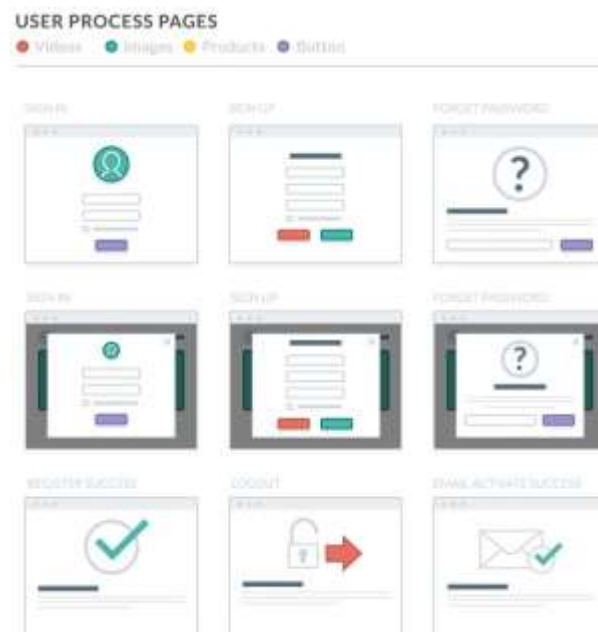 USER PROCESS PAGES
Videos Images Products Button
SIGN IN SIGN UP FORGET PASSWORD
?
SIGN IN SIGN UP FORGET PASSWORD
?
REGISTER SUCCESS LOGOUT EMAIL ACTIVATE SUCCESS